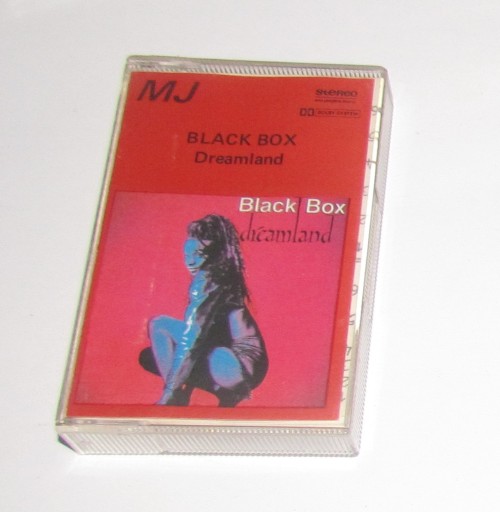 MJ
stereo
BLACK BOX
Dreamland
Black Box
dreamland